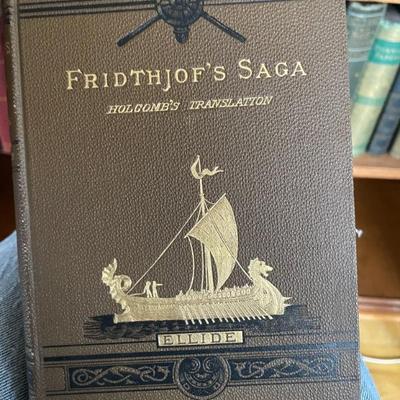 FRIDTHJOF'S SAGA
HOLCOMB'S TRANSLATION
ELLIDE